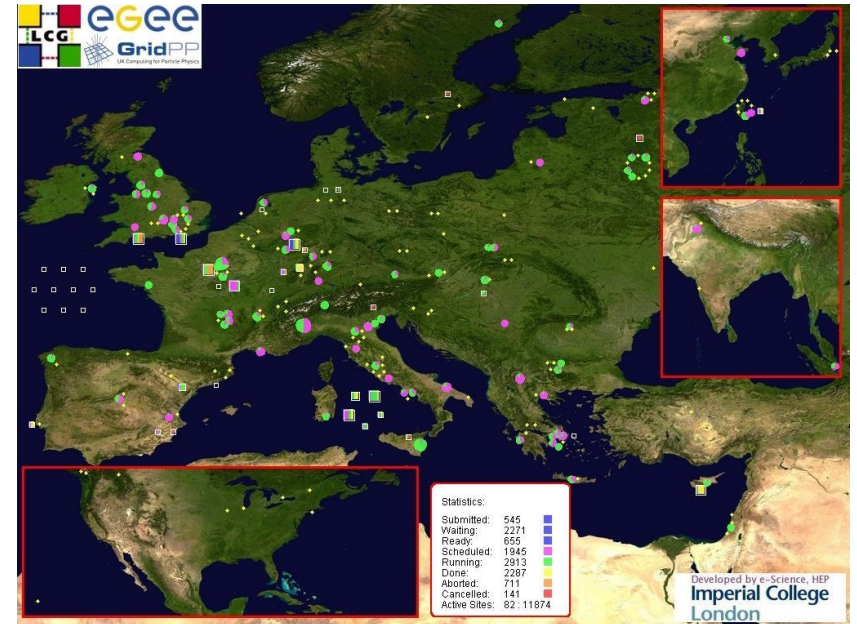 LCG
egee
GridPP
UK Computing for Particle Physics
Statistics:
Submitted: 545
Waiting: 2271
Ready: 655
Scheduled: 1945
Running: 2913
Done: 2287
Aborted: 711
Cancelled: 141
Active Sites: 82 : 11874
Developed by e-Science, HEP
Imperial College
London